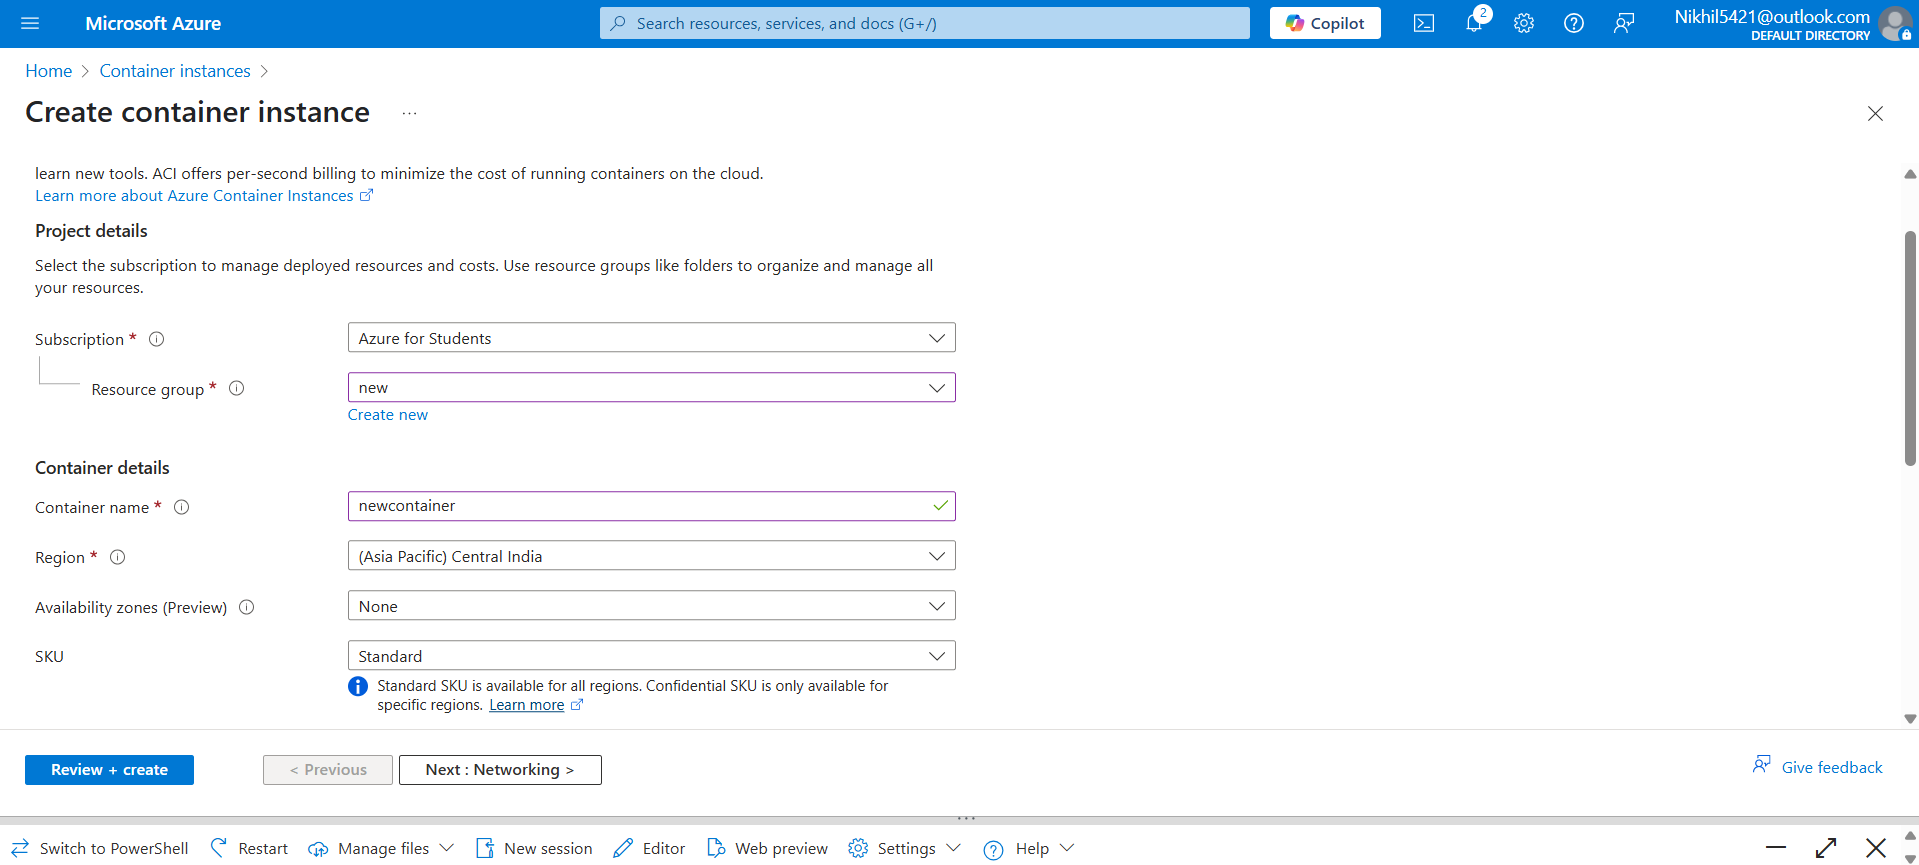 Microsoft Azure
Search resources, services, and docs (G+/)
Copilot
2
Nikhil5421@outlook.com
DEFAULT DIRECTORY
Home > Container instances >
Create container instance ...
learn new tools. ACI offers per-second billing to minimize the cost of running containers on the cloud.
Learn more about Azure Container Instances
Project details
Select the subscription to manage deployed resources and costs. Use resource groups like folders to organize and manage all
your resources.
Subscription *
Azure for Students
Resource group *
new
Create new
Container details
Container name *
newcontainer
Region *
(Asia Pacific) Central India
Availability zones (Preview)
None
SKU
Standard
Standard SKU is available for all regions. Confidential SKU is only available for
specific regions. Learn more
Review + create
< Previous
Next : Networking >
Give feedback
Switch to PowerShell
Restart
Manage files
New session
Editor
Web preview
Settings
Help